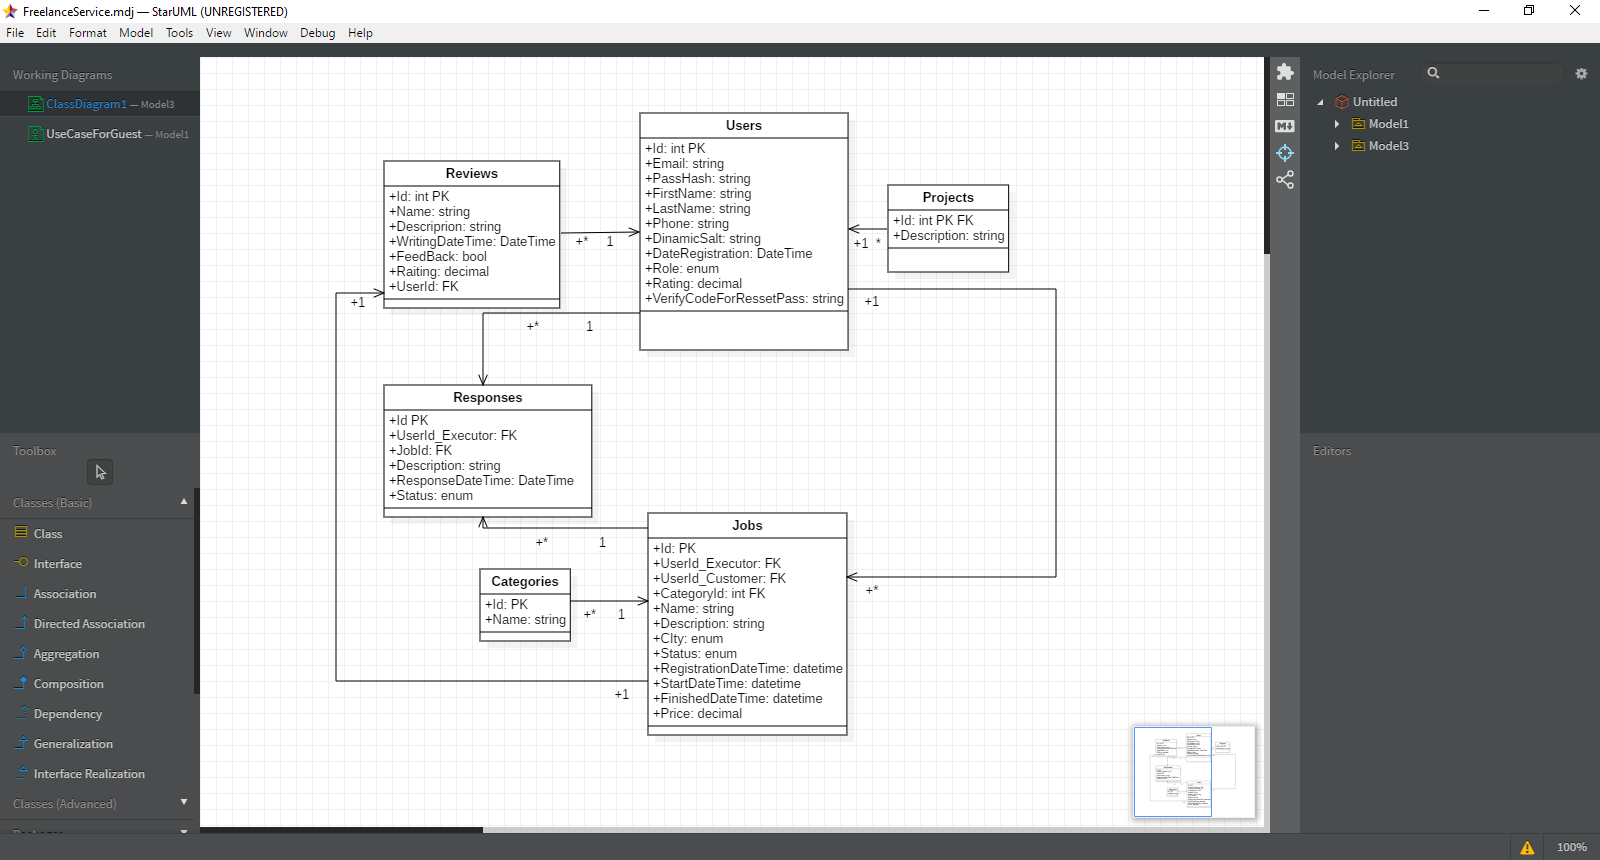 FreelanceService.mdj — StarUML (UNREGISTERED)
File Edit Format Model Tools View Window Debug Help
Working Diagrams
ClassDiagram1 — Model3
UseCaseForGuest — Model1
Toolbox
Classes (Basic)
Class
Interface
Association
Directed Association
Aggregation
Composition
Dependency
Generalization
Interface Realization
Classes (Advanced)
Reviews
+Id: int PK
+Name: string
+Descriprion: string
+WritingDateTime: DateTime
+FeedBack: bool
+Raiting: decimal
+UserId: FK
+* 1
+1
Users
+Id: int PK
+Email: string
+PassHash: string
+FirstName: string
+LastName: string
+Phone: string
+DinamicSalt: string
+DateRegistration: DateTime
+Role: enum
+Rating: decimal
+VerifyCodeForRessetPass: string
Projects
+Id: int PK FK
+Description: string
+1 *
+1
+* 1
Responses
+Id PK
+UserId_Executor: FK
+JobId: FK
+Description: string
+ResponseDateTime: DateTime
+Status: enum
+* 1
Categories
+Id: PK
+Name: string
+* 1
+1
Jobs
+Id: PK
+UserId_Executor: FK
+UserId_Customer: FK
+CategoryId: int FK
+Name: string
+Description: string
+CIty: enum
+Status: enum
+RegistrationDateTime: datetime
+StartDateTime: datetime
+FinishedDateTime: datetime
+Price: decimal
+*
M
Model Explorer
Untitled
Model1
Model3
Editors
100%